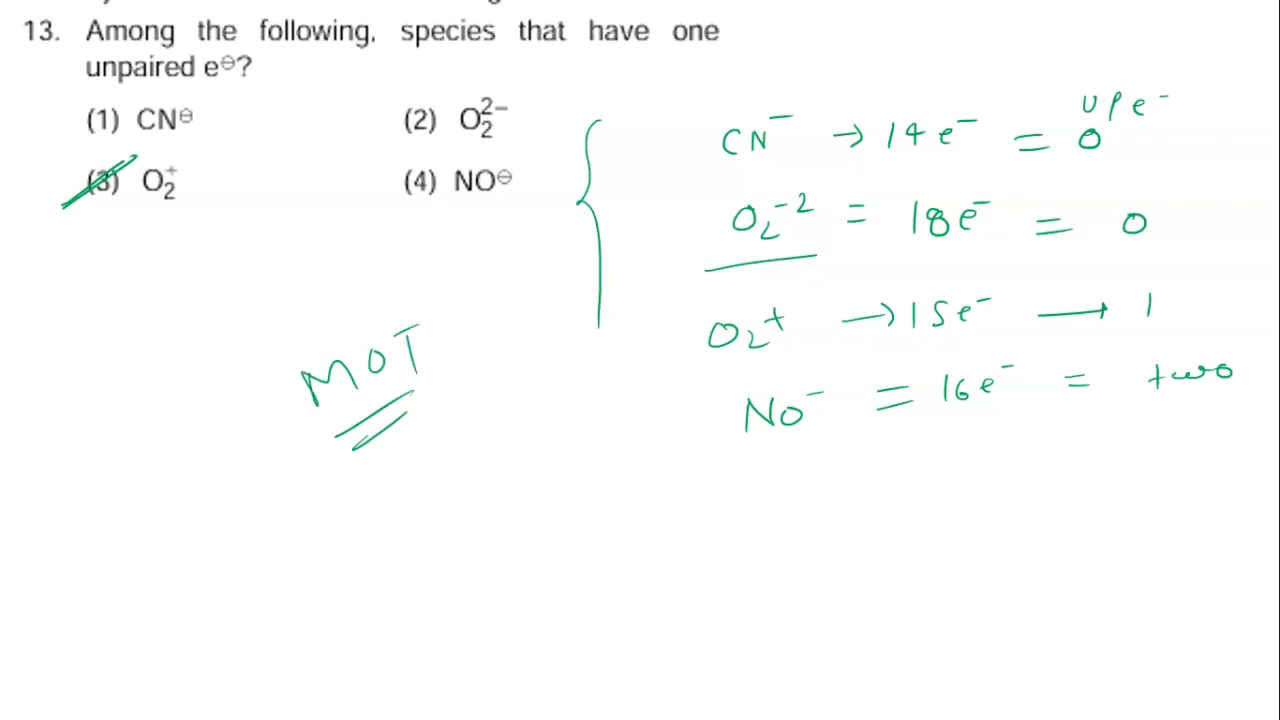 13. Among the following, species that have one
unpaired e⊖?
(1) CN⊖ (2) O₂²⁻
(3) O₂⁺ (4) NO⊖
UPe⁻
CN⁻ → 14e⁻ = 0
O₂⁻² = 18e⁻ = 0
O₂⁺ → 15e⁻ → 1
NO⁻ = 16e⁻ = two
MOT